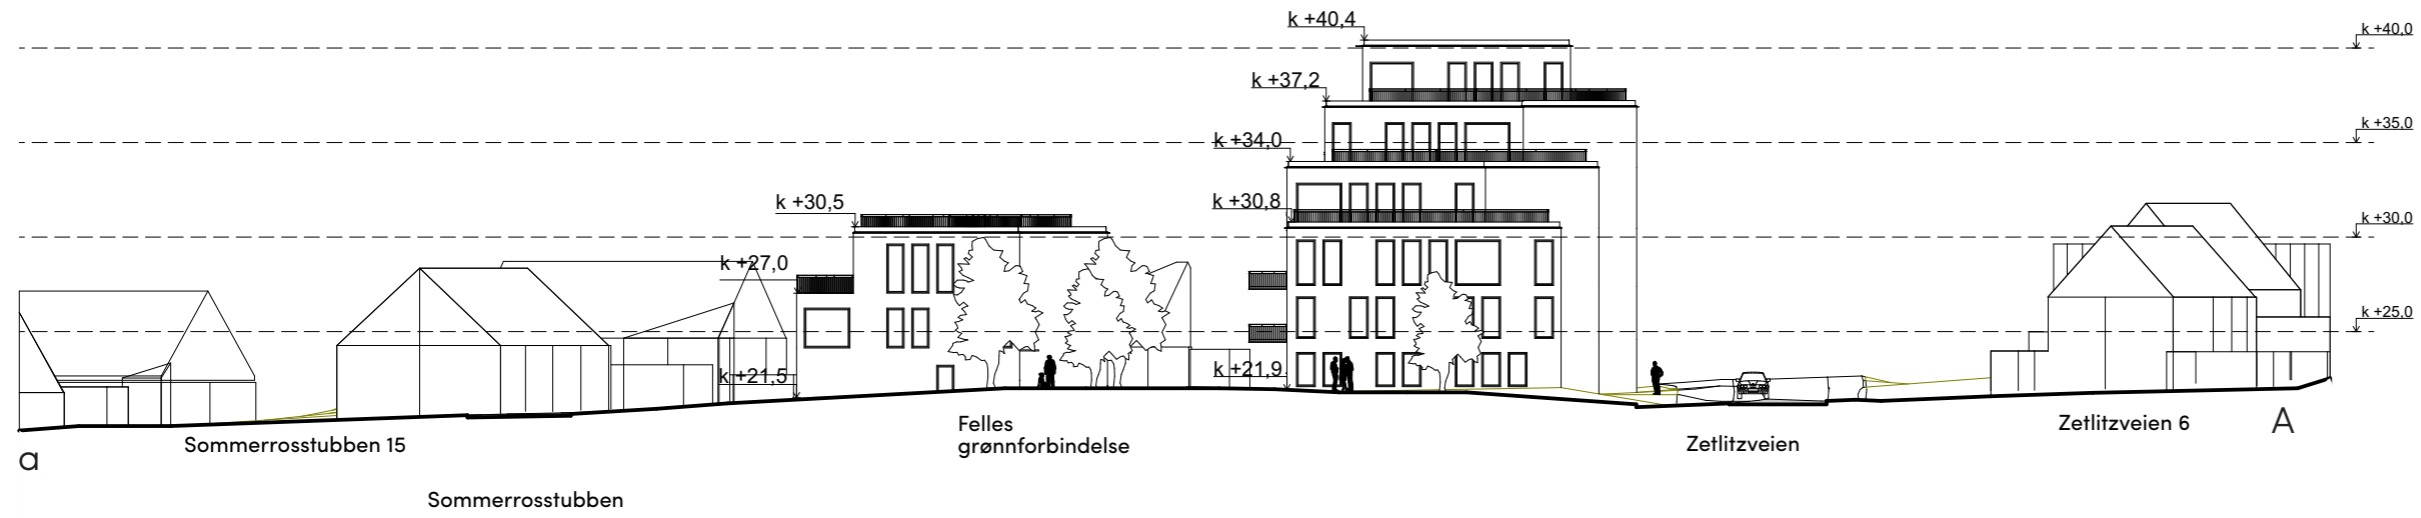 k +40,4
k +40,0
k +37,2
k +35,0
k +34,0
k +30,5
k +30,8
k +30,0
k +27,0
k +25,0
k +21,5
k +21,9
Sommerrosstubben 15
Felles
grønnforbindelse
Zetlitzveien
Zetlitzveien 6
A
a
Sommerrosstubben